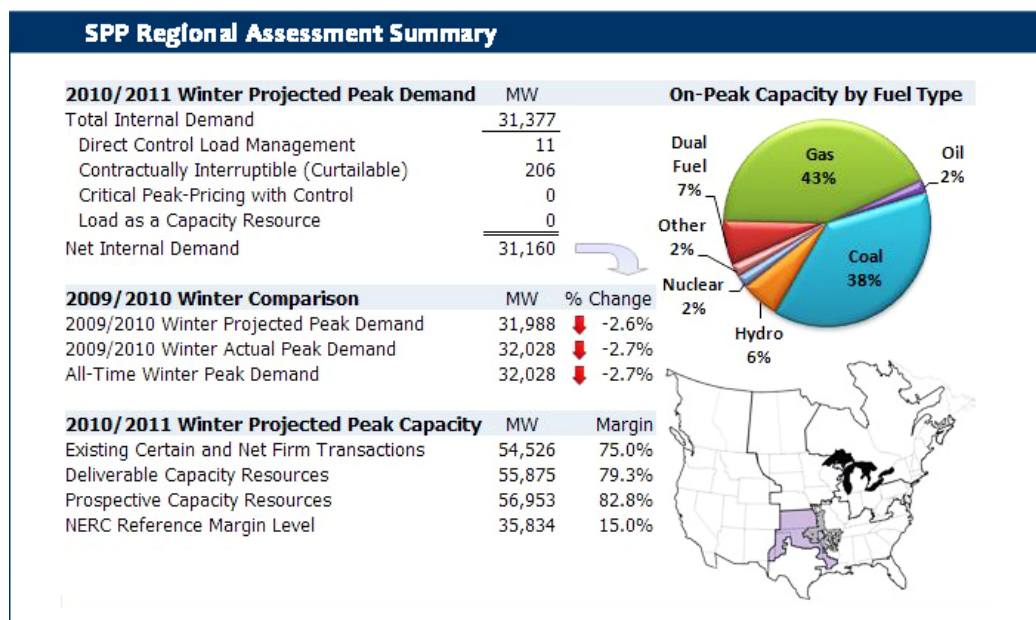 SPP Regional Assessment Summary
2010/2011 Winter Projected Peak Demand MW
Total Internal Demand 31,377
Direct Control Load Management 11
Contractually Interruptible (Curtailable) 206
Critical Peak-Pricing with Control 0
Load as a Capacity Resource 0
Net Internal Demand 31,160
2009/2010 Winter Comparison MW % Change
2009/2010 Winter Projected Peak Demand 31,988 -2.6%
2009/2010 Winter Actual Peak Demand 32,028 -2.7%
All-Time Winter Peak Demand 32,028 -2.7%
2010/2011 Winter Projected Peak Capacity MW Margin
Existing Certain and Net Firm Transactions 54,526 75.0%
Deliverable Capacity Resources 55,875 79.3%
Prospective Capacity Resources 56,953 82.8%
NERC Reference Margin Level 35,834 15.0%
On-Peak Capacity by Fuel Type
Dual
Fuel
7%
Gas
43%
Oil
2%
Other
2%
Coal
38%
Nuclear
2%
Hydro
6%